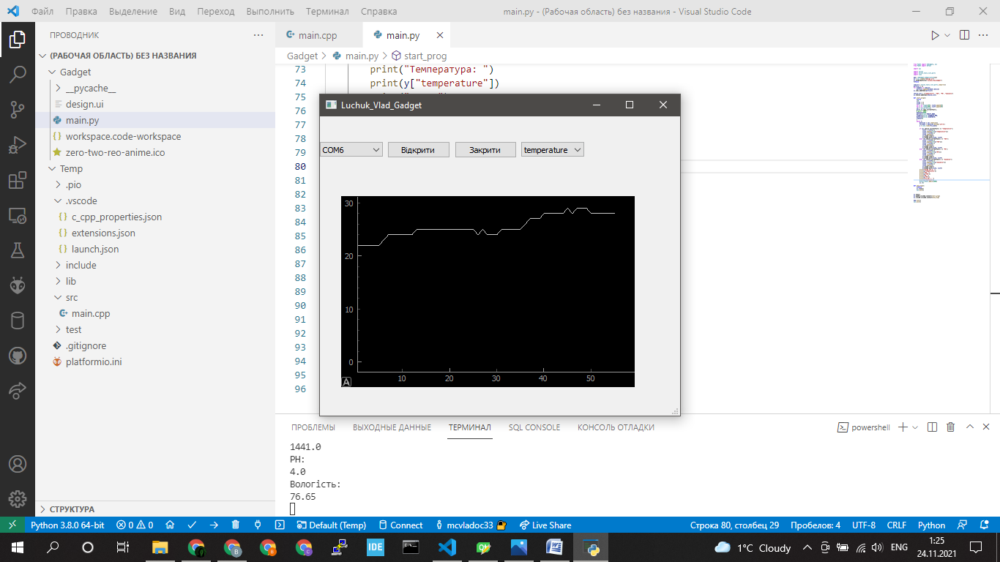 Файл Правка Выделение Вид Переход Выполнить Терминал Справка main.py - (Рабочая область) без названия - Visual Studio Code
ПРОВОДНИК
(РАБОЧАЯ ОБЛАСТЬ) БЕЗ НАЗВАНИЯ
Gadget
__pycache__
design.ui
main.py
workspace.code-workspace
zero-two-reo-anime.ico
Temp
.pio
.vscode
c_cpp_properties.json
extensions.json
launch.json
include
lib
src
main.cpp
test
.gitignore
platformio.ini
СТРУКТУРА
main.cpp main.py
Gadget > main.py > start_prog
73 print("Температура: ")
74 print(y["temperature"])
75
76
77
78
79
80
81
82
83
84
85
86
87
88
89
90
91
92
93
94
95
96
Luchuk_Vlad_Gadget
COM6 Відкрити Закрити temperature
30
20
10
0
10 20 30 40 50
A
ПРОБЛЕМЫ ВЫХОДНЫЕ ДАННЫЕ ТЕРМИНАЛ SQL CONSOLE КОНСОЛЬ ОТЛАДКИ powershell
1441.0
PH:
4.0
Вологість:
76.65
Python 3.8.0 64-bit 0 0 Default (Temp) Connect mcvladoc33 Live Share Строка 80, столбец 29 Пробелов: 4 UTF-8 CRLF Python
IDE 1°C Cloudy ENG 1:25
24.11.2021